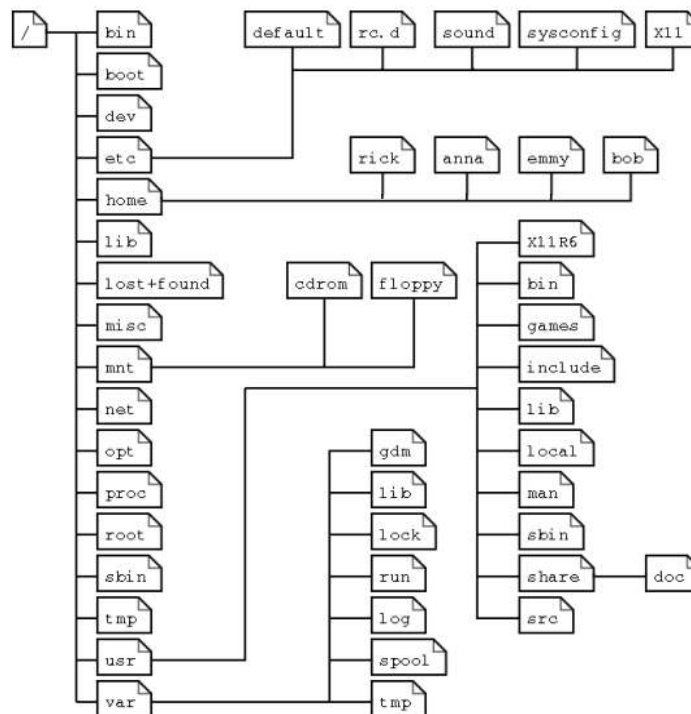 /
bin
default
rc.d
sound
sysconfig
X11
boot
dev
etc
rick
anna
emmy
bob
home
lib
X11R6
lost+found
cdrom
floppy
bin
misc
games
mnt
include
net
lib
opt
gdm
local
proc
lib
man
root
lock
sbin
sbin
run
share
doc
tmp
log
src
usr
spool
var
tmp